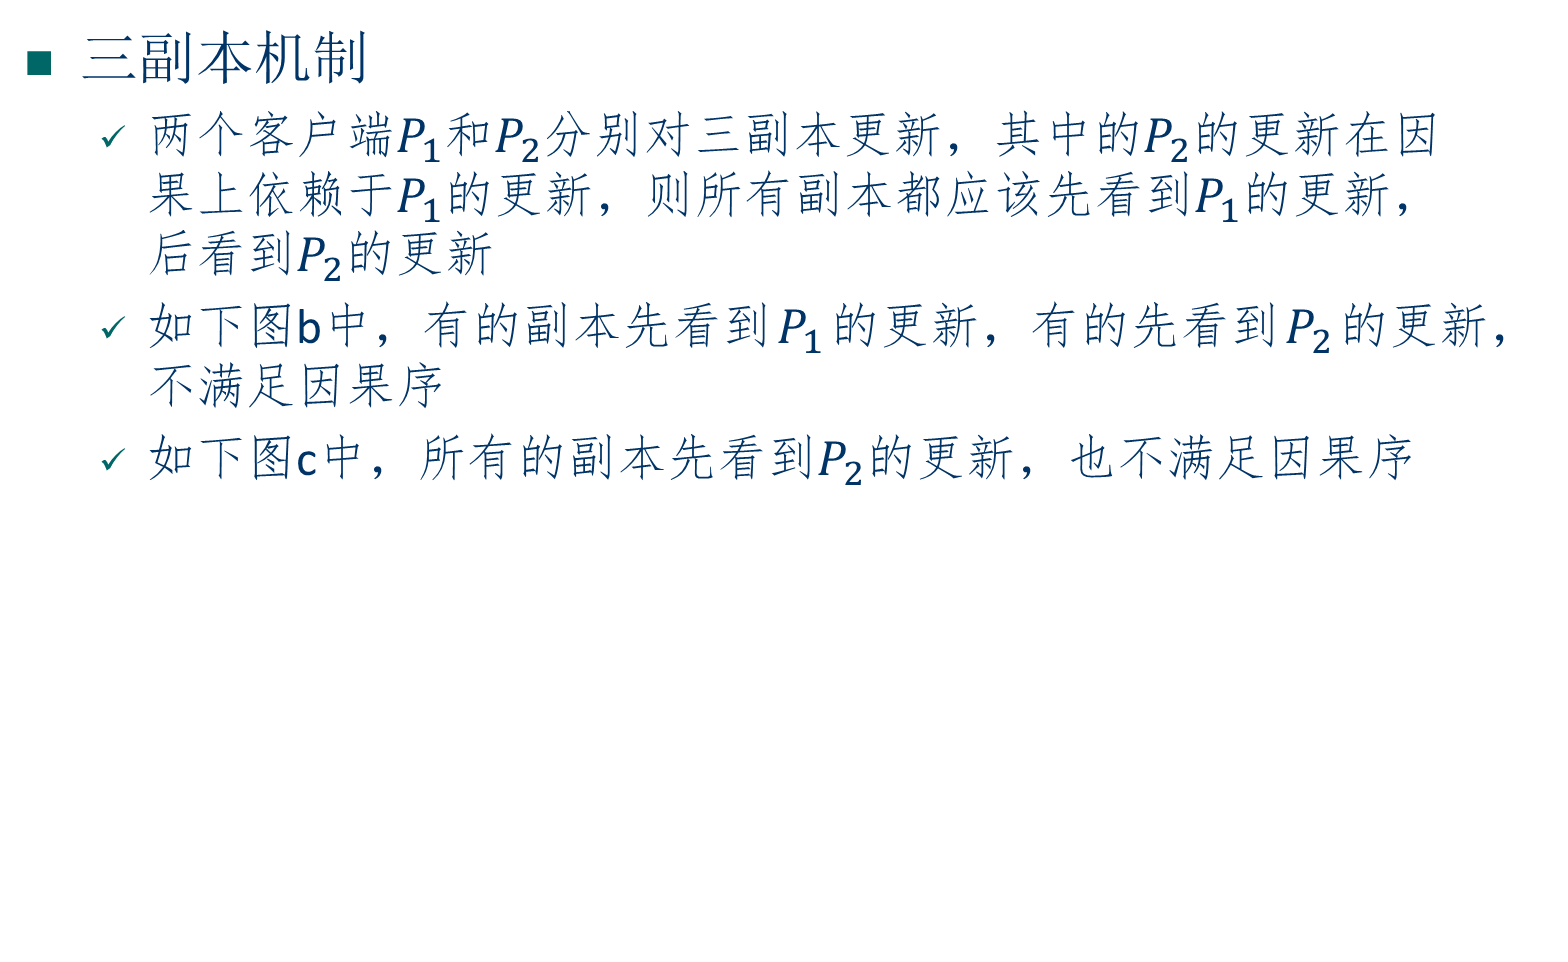 三副本机制
两个客户端P₁和P₂分别对三副本更新，其中的P₂的更新在因
果上依赖于P₁的更新，则所有副本都应该先看到P₁的更新，
后看到P₂的更新
如下图b中，有的副本先看到P₁的更新，有的先看到P₂的更新，
不满足因果序
如下图c中，所有的副本先看到P₂的更新，也不满足因果序